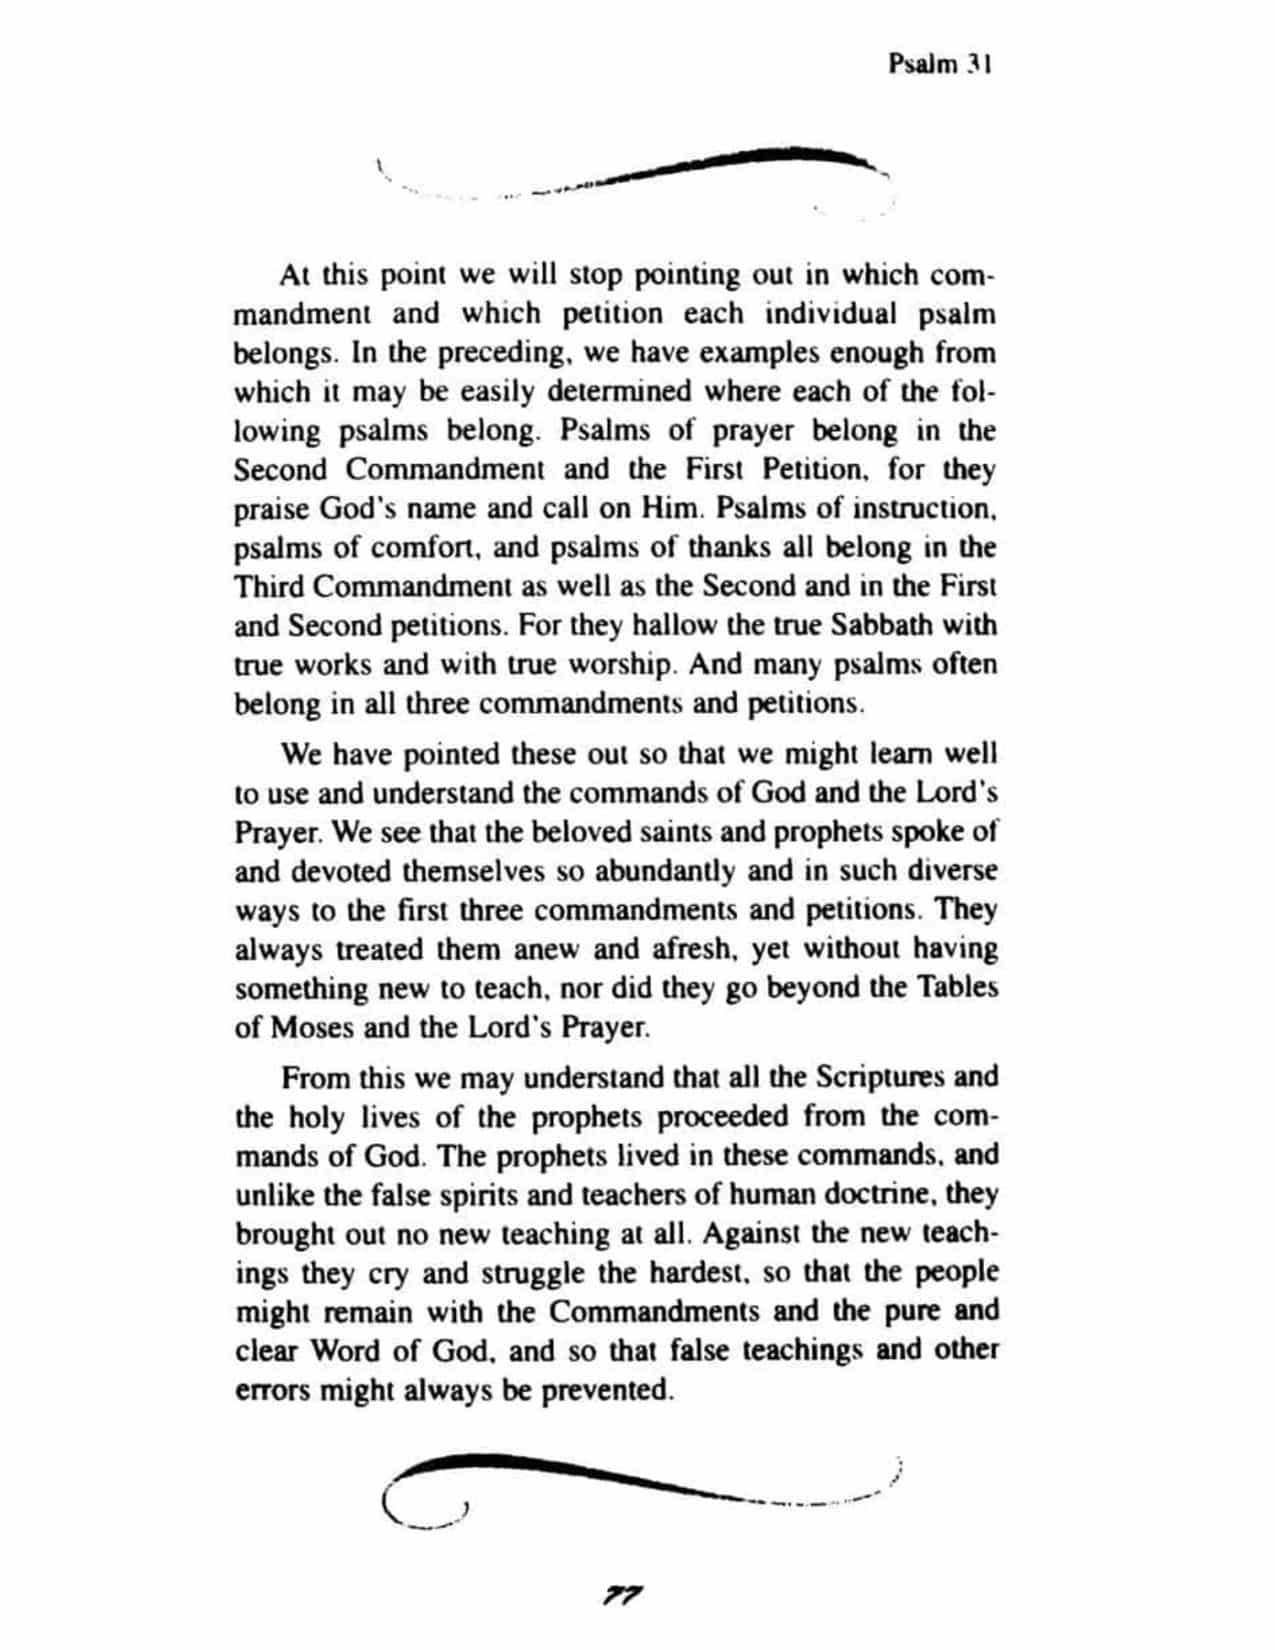 Psalm 31
At this point we will stop pointing out in which com-
mandment and which petition each individual psalm
belongs. In the preceding, we have examples enough from
which it may be easily determined where each of the fol-
lowing psalms belong. Psalms of prayer belong in the
Second Commandment and the First Petition, for they
praise God's name and call on Him. Psalms of instruction,
psalms of comfort, and psalms of thanks all belong in the
Third Commandment as well as the Second and in the First
and Second petitions. For they hallow the true Sabbath with
true works and with true worship. And many psalms often
belong in all three commandments and petitions.
We have pointed these out so that we might learn well
to use and understand the commands of God and the Lord's
Prayer. We see that the beloved saints and prophets spoke of
and devoted themselves so abundantly and in such diverse
ways to the first three commandments and petitions. They
always treated them anew and afresh, yet without having
something new to teach, nor did they go beyond the Tables
of Moses and the Lord's Prayer.
From this we may understand that all the Scriptures and
the holy lives of the prophets proceeded from the com-
mands of God. The prophets lived in these commands, and
unlike the false spirits and teachers of human doctrine, they
brought out no new teaching at all. Against the new teach-
ings they cry and struggle the hardest, so that the people
might remain with the Commandments and the pure and
clear Word of God, and so that false teachings and other
errors might always be prevented.
77